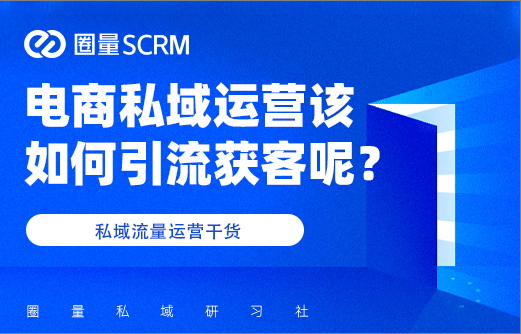 圈量SCRM
电商私域运营该
如何引流获客呢？
私域流量运营干货
圈量私域研习社